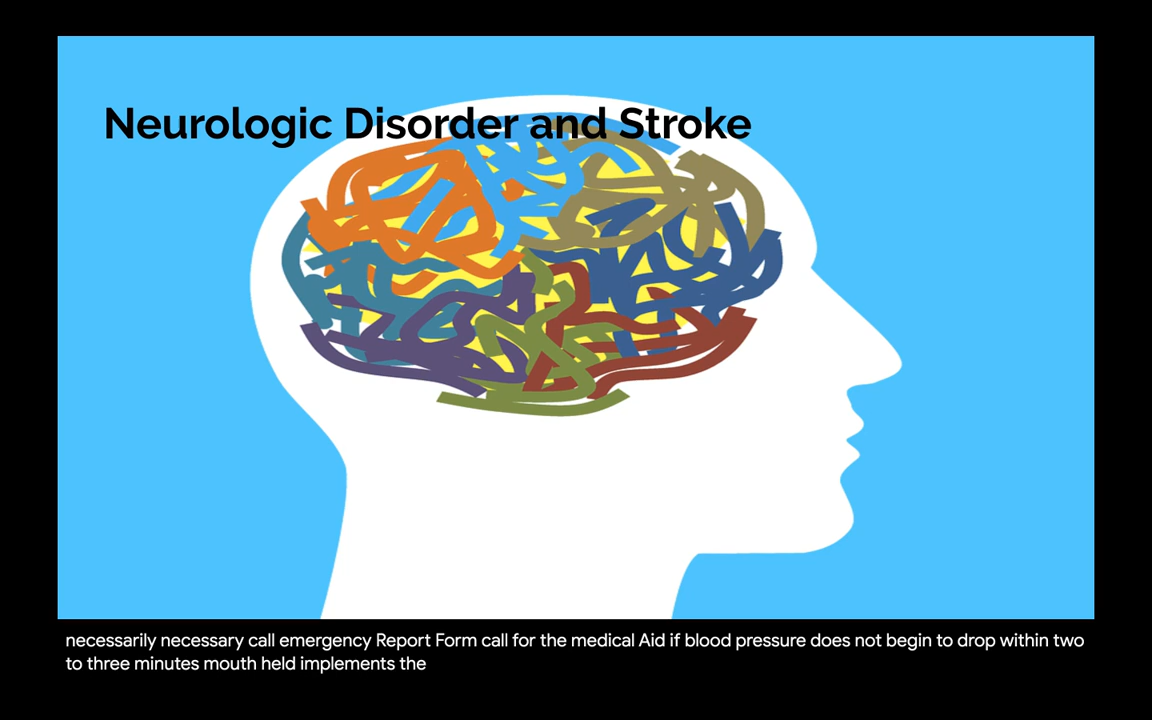 Neurologic Disorder and Stroke
necessarily necessary call emergency Report Form call for the medical Aid if blood pressure does not begin to drop within two
to three minutes mouth held implements the